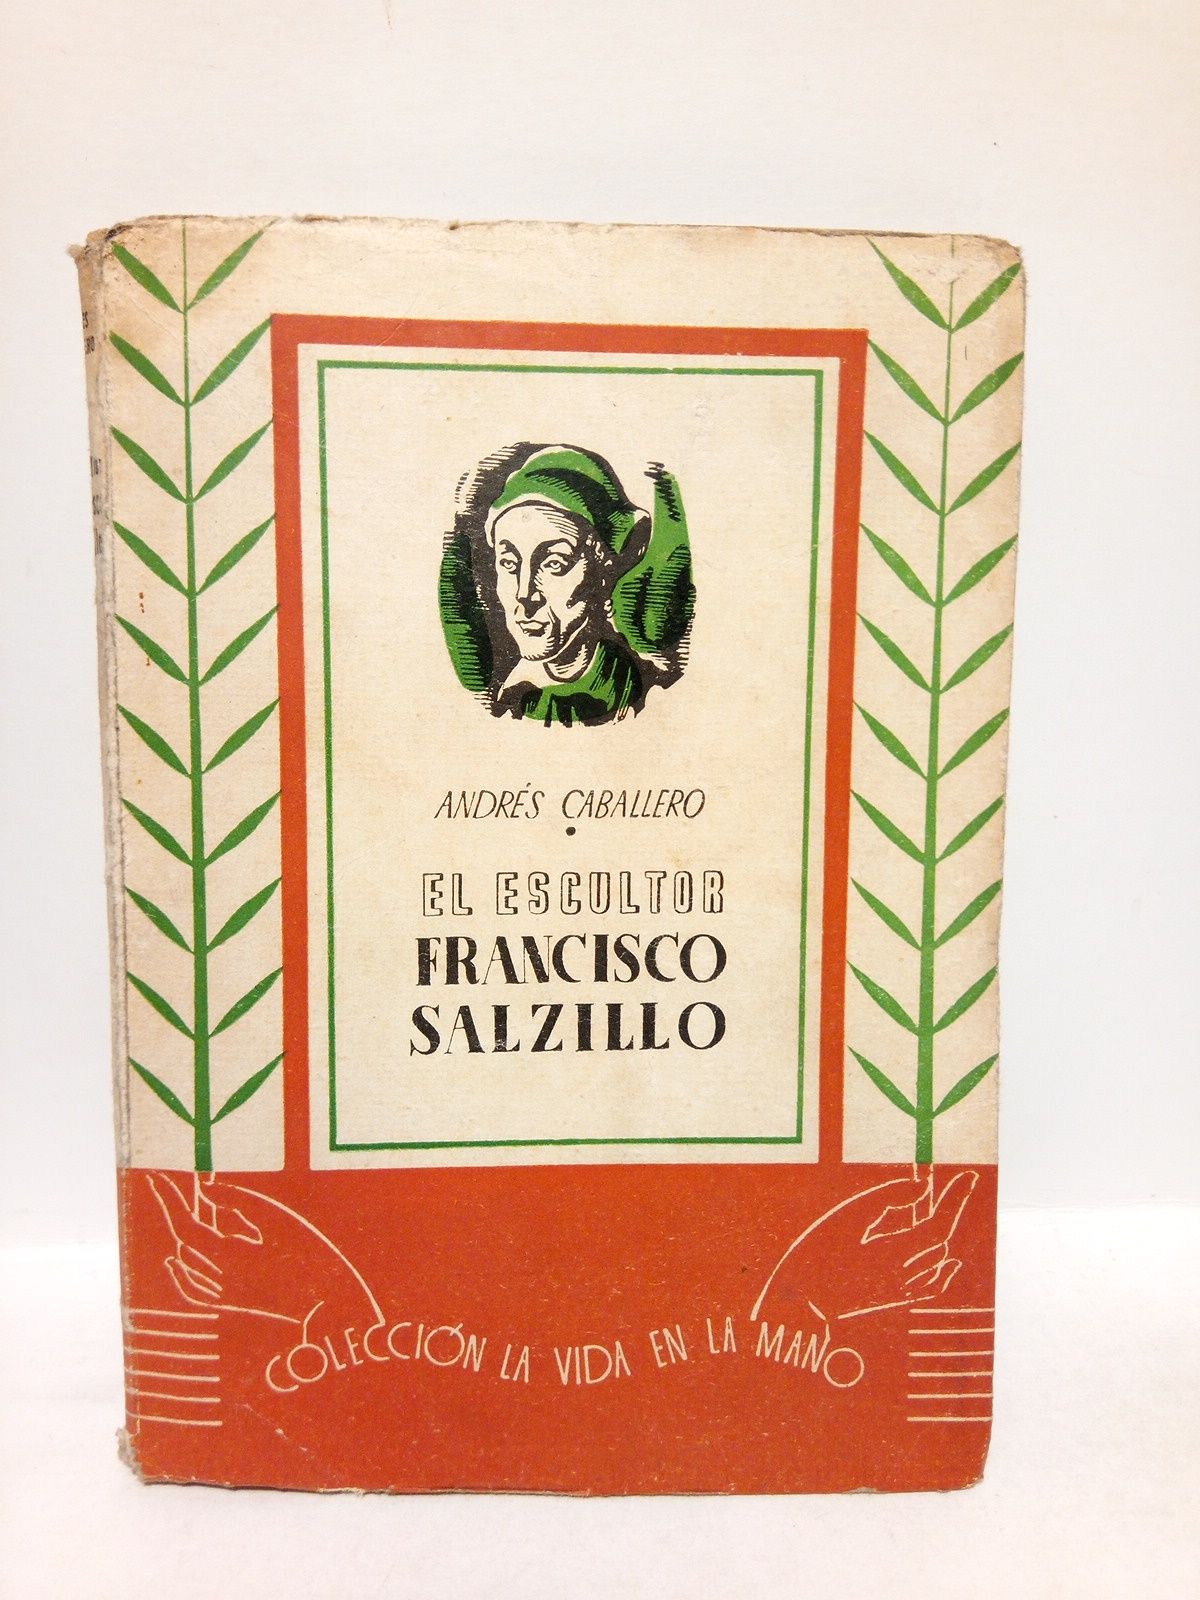 ANDRÉS CABALLERO
EL ESCULTOR
FRANCISCO
SALZILLO
COLECCIÓN LA VIDA EN LA MANO